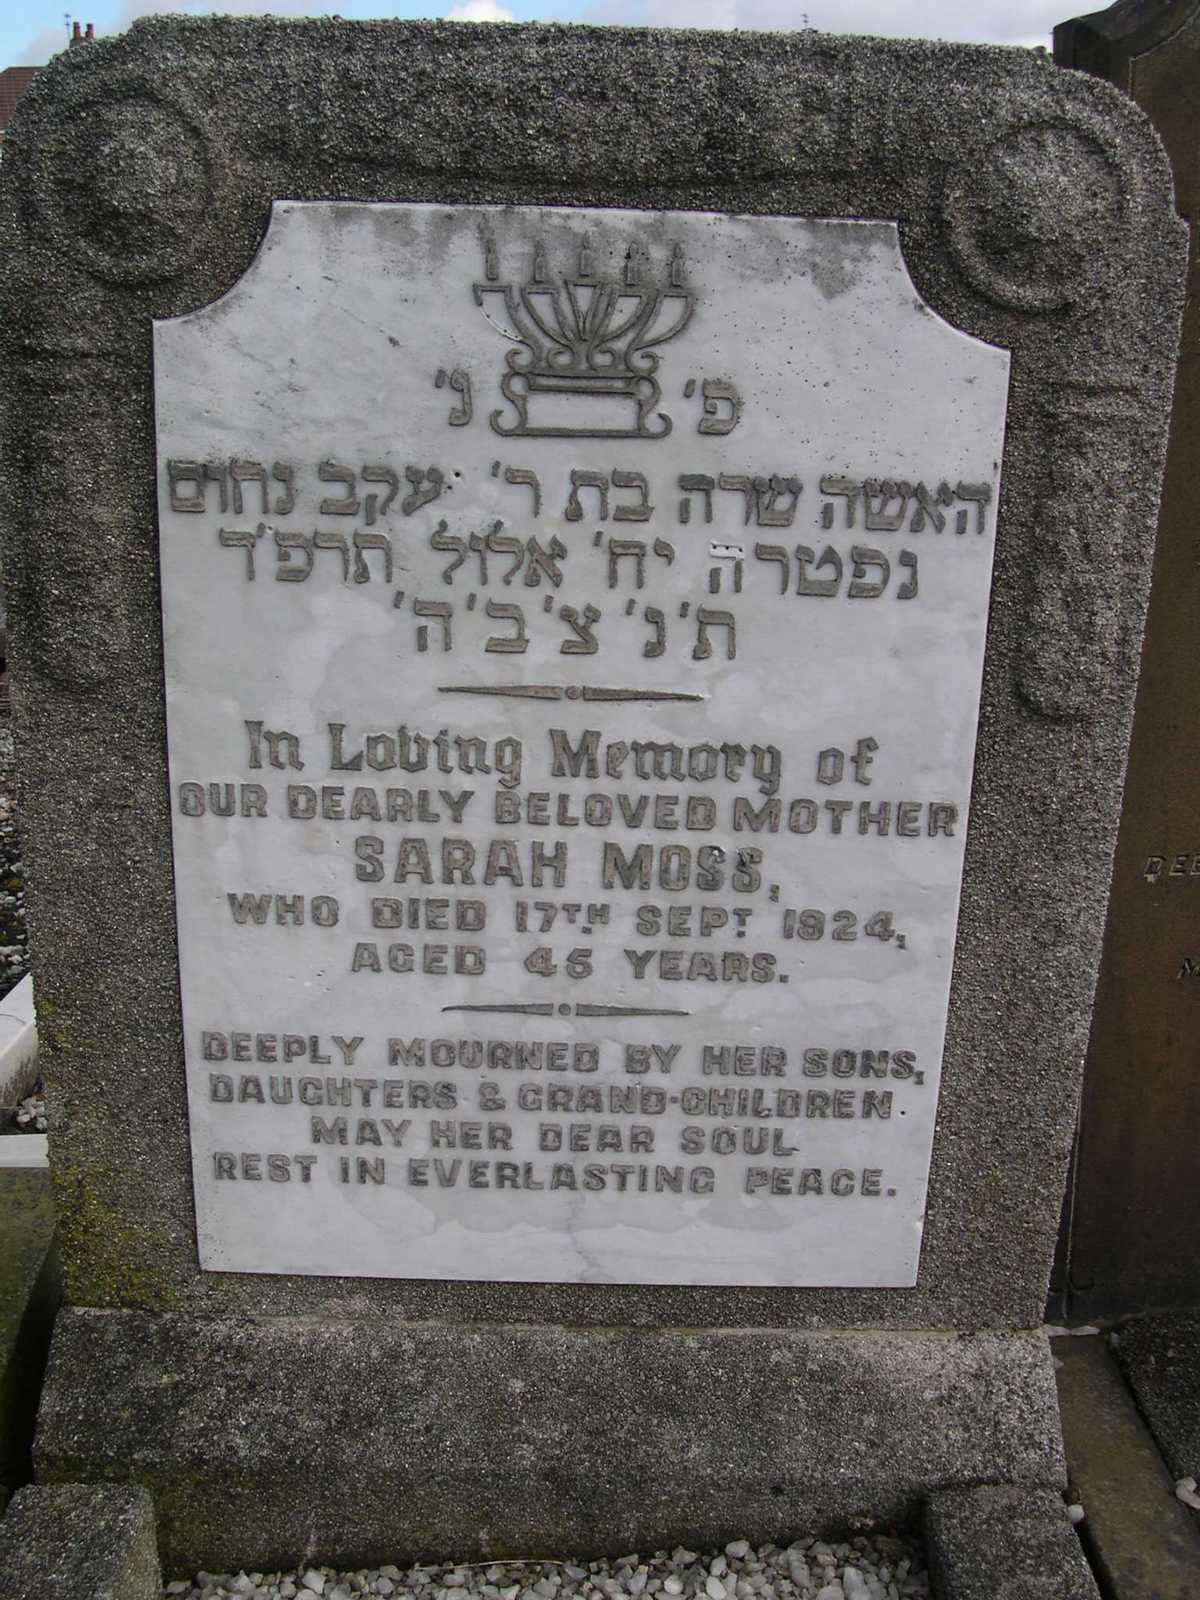 פ' נ'
האשה שרה בת ר' עקב נחום
נפטרה יח' אלול תרפ"ד
ת' נ' צ' ב' ה'
In Loving Memory of
OUR DEARLY BELOVED MOTHER
SARAH MOSS,
WHO DIED 17TH SEPT. 1924,
AGED 45 YEARS.
DEEPLY MOURNED BY HER SONS,
DAUGHTERS & GRAND-CHILDREN
MAY HER DEAR SOUL
REST IN EVERLASTING PEACE.